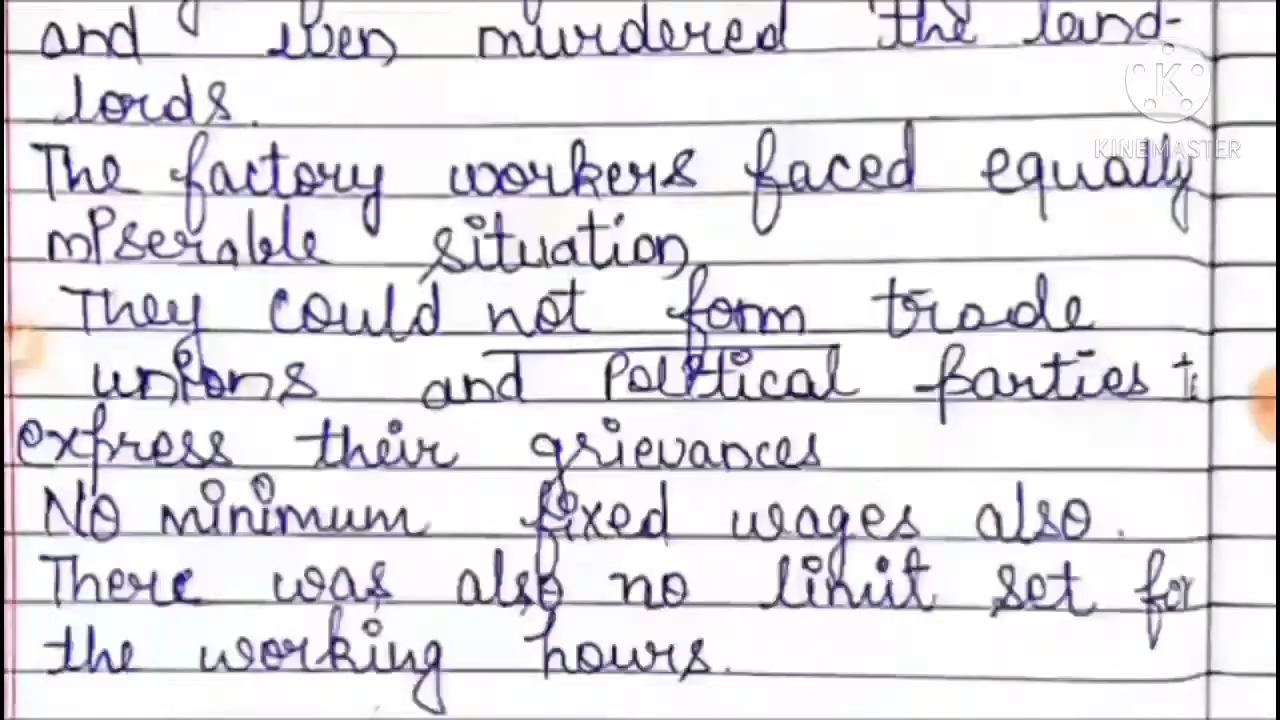 and even murdered the land-
lords.
KINEMASTER
The factory workers faced equally
miserable situation
They could not form trade
unions and Political parties to
express their grievances
No minimum fixed wages also.
There was also no limit set for
the working hours.